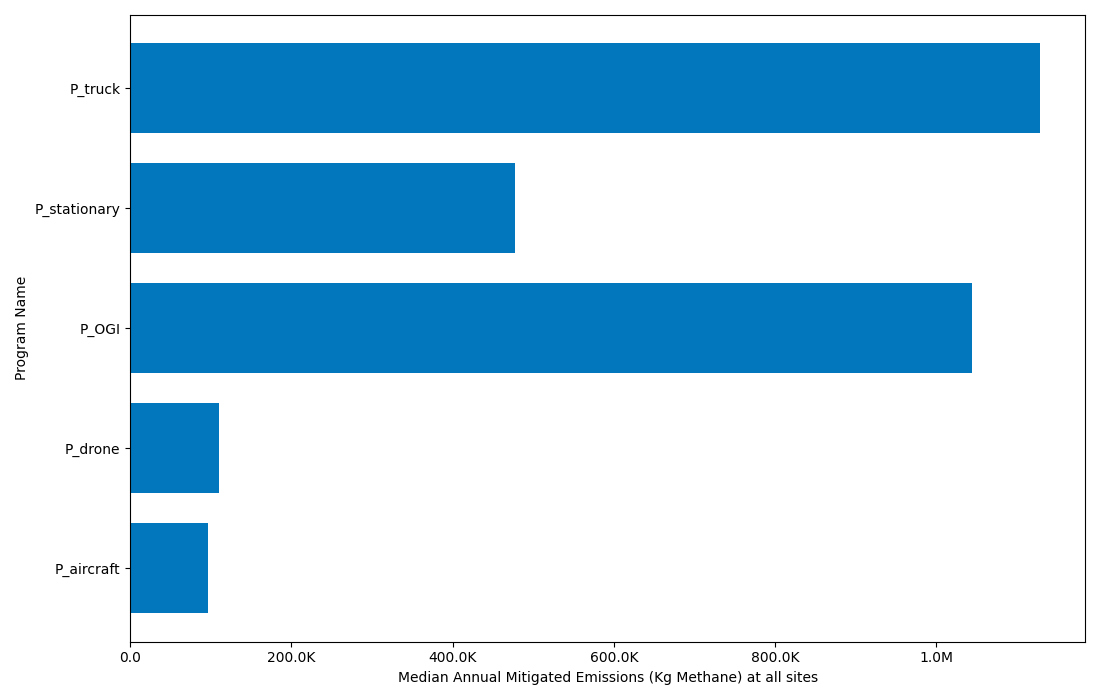 P_truck
P_stationary
P_OGI
P_drone
P_aircraft
Program Name
0.0 200.0K 400.0K 600.0K 800.0K 1.0M
Median Annual Mitigated Emissions (Kg Methane) at all sites